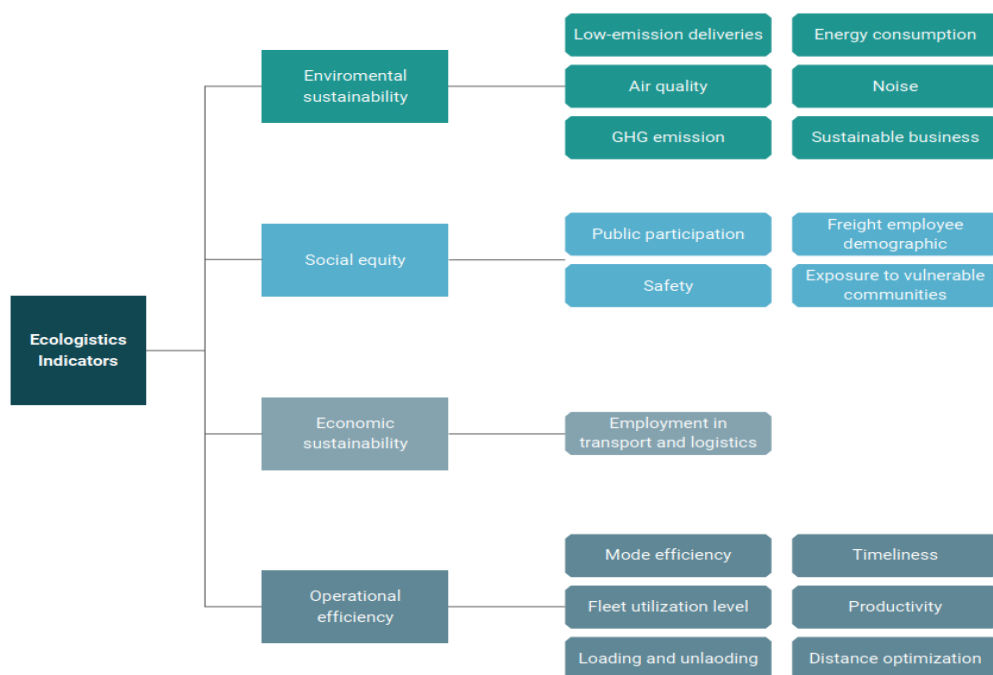 Ecologistics
Indicators
Enviromental
sustainability
Low-emission deliveries
Energy consumption
Air quality
Noise
GHG emission
Sustainable business
Social equity
Public participation
Freight employee
demographic
Safety
Exposure to vulnerable
communities
Economic
sustainability
Employment in
transport and logistics
Operational
efficiency
Mode efficiency
Timeliness
Fleet utilization level
Productivity
Loading and unlaoding
Distance optimization